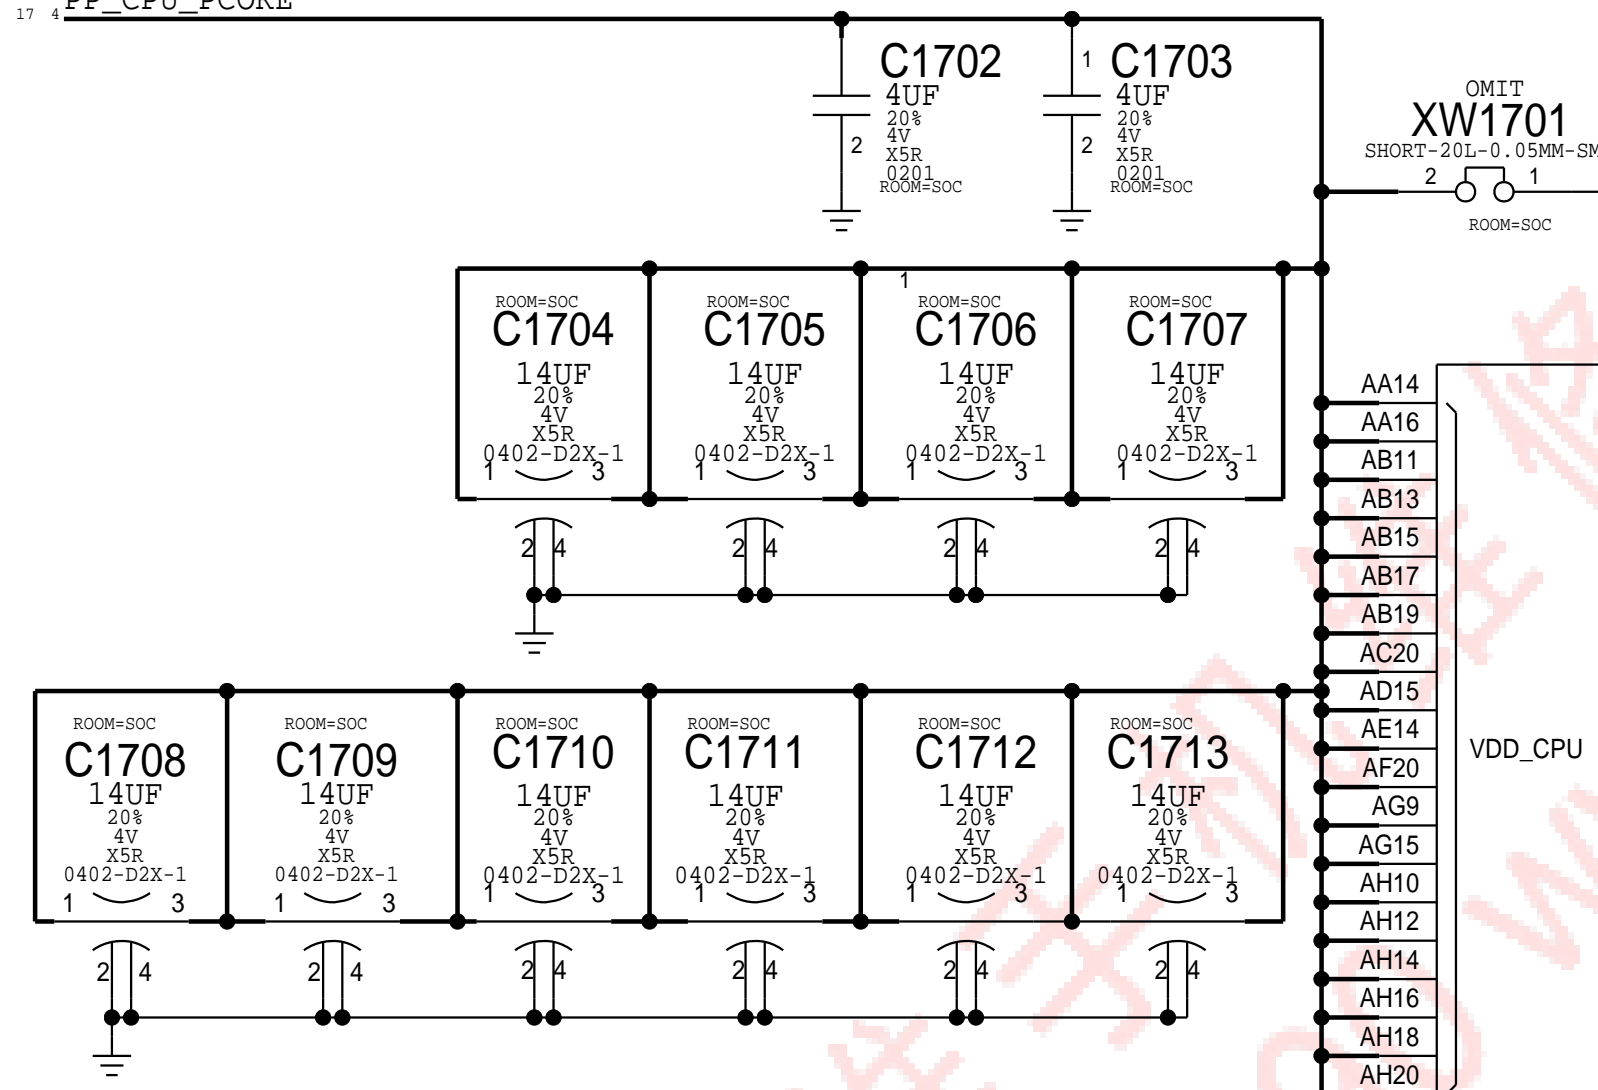 17 4 PP_CPU_PCORE
C1702
4UF
20%
4V
X5R
0201
ROOM=SOC
2
1
C1703
4UF
20%
4V
X5R
0201
ROOM=SOC
2
OMIT
XW1701
SHORT-20L-0.05MM-SM
2 1
ROOM=SOC
ROOM=SOC
C1704
14UF
20%
4V
X5R
0402-D2X-1
1 3
2 4
ROOM=SOC
C1705
14UF
20%
4V
X5R
0402-D2X-1
1 3
2 4
1
ROOM=SOC
C1706
14UF
20%
4V
X5R
0402-D2X-1
1 3
2 4
ROOM=SOC
C1707
14UF
20%
4V
X5R
0402-D2X-1
1 3
2 4
ROOM=SOC
C1708
14UF
20%
4V
X5R
0402-D2X-1
1 3
2 4
ROOM=SOC
C1709
14UF
20%
4V
X5R
0402-D2X-1
1 3
2 4
ROOM=SOC
C1710
14UF
20%
4V
X5R
0402-D2X-1
1 3
2 4
ROOM=SOC
C1711
14UF
20%
4V
X5R
0402-D2X-1
1 3
2 4
ROOM=SOC
C1712
14UF
20%
4V
X5R
0402-D2X-1
1 3
2 4
ROOM=SOC
C1713
14UF
20%
4V
X5R
0402-D2X-1
1 3
2 4
AA14
AA16
AB11
AB13
AB15
AB17
AB19
AC20
AD15
AE14
AF20
AG9
AG15
AH10
AH12
AH14
AH16
AH18
AH20
VDD_CPU